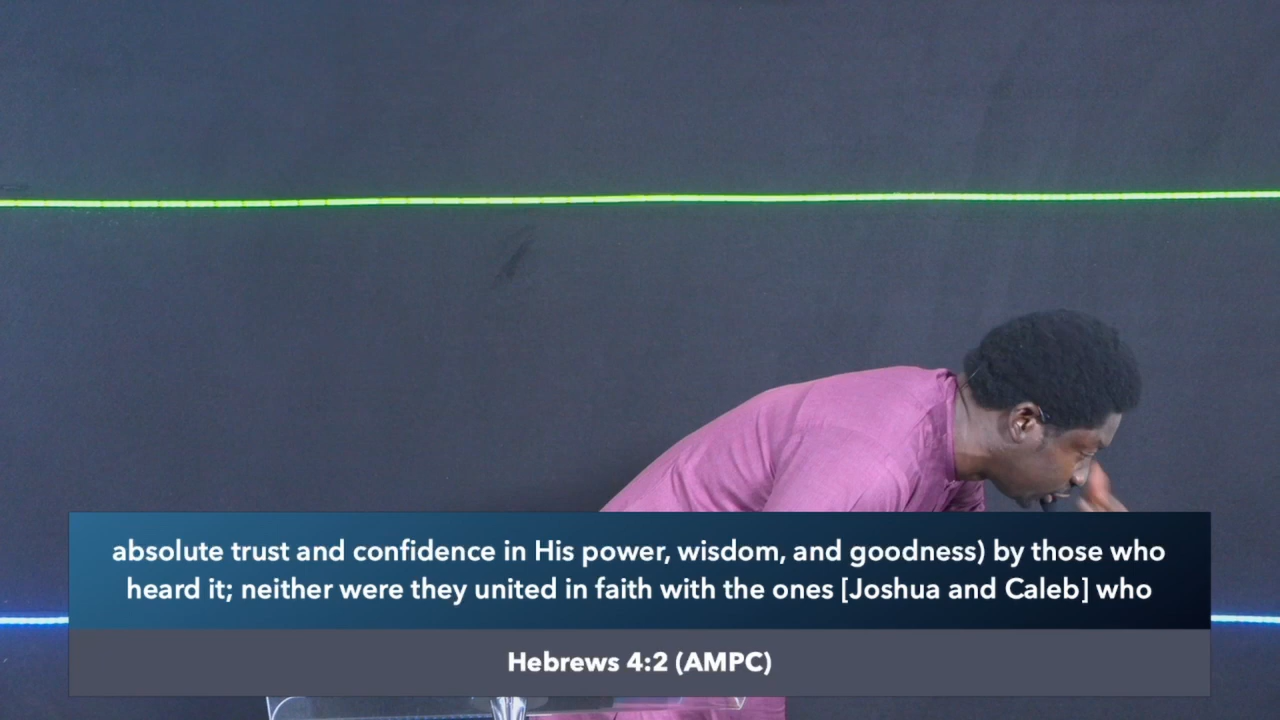 absolute trust and confidence in His power, wisdom, and goodness) by those who
heard it; neither were they united in faith with the ones [Joshua and Caleb] who
Hebrews 4:2 (AMPC)